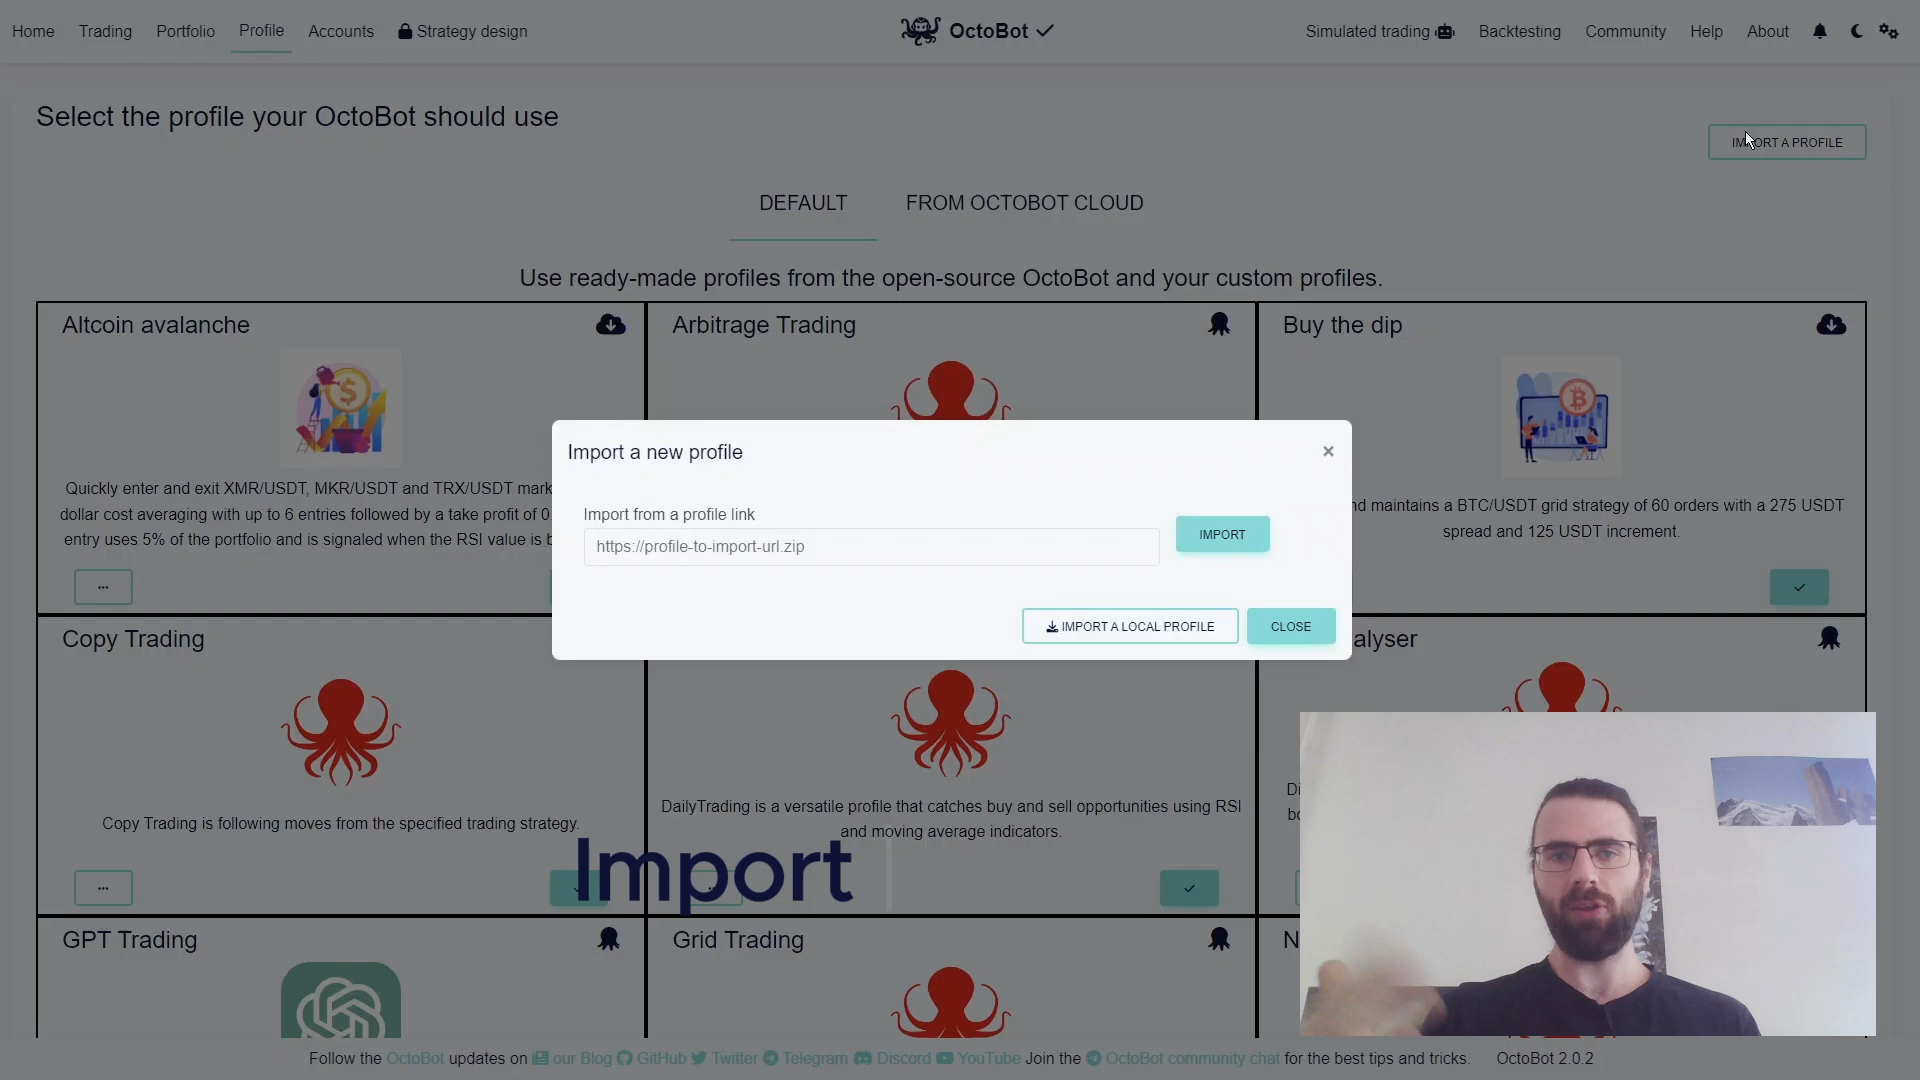 Home Trading Portfolio Profile Accounts Strategy design OctoBot Simulated trading Backtesting Community Help About
Select the profile your OctoBot should use
IMPORT A PROFILE
DEFAULT FROM OCTOBOT CLOUD
Use ready-made profiles from the open-source OctoBot and your custom profiles.
Altcoin avalanche
Quickly enter and exit XMR/USDT, MKR/USDT and TRX/USDT mark
dollar cost averaging with up to 6 entries followed by a take profit of 0.
entry uses 5% of the portfolio and is signaled when the RSI value is b
...
Arbitrage Trading
Buy the dip
nd maintains a BTC/USDT grid strategy of 60 orders with a 275 USDT
spread and 125 USDT increment.
Import a new profile
×
Import from a profile link
https://profile-to-import-url.zip
IMPORT
IMPORT A LOCAL PROFILE
CLOSE
Copy Trading
Copy Trading is following moves from the specified trading strategy.
...
DailyTrading is a versatile profile that catches buy and sell opportunities using RSI
and moving average indicators.
alyser
Di
bo
Import
GPT Trading
Grid Trading
N
Follow the OctoBot updates on our Blog GitHub Twitter Telegram Discord YouTube Join the OctoBot community chat for the best tips and tricks. OctoBot 2.0.2